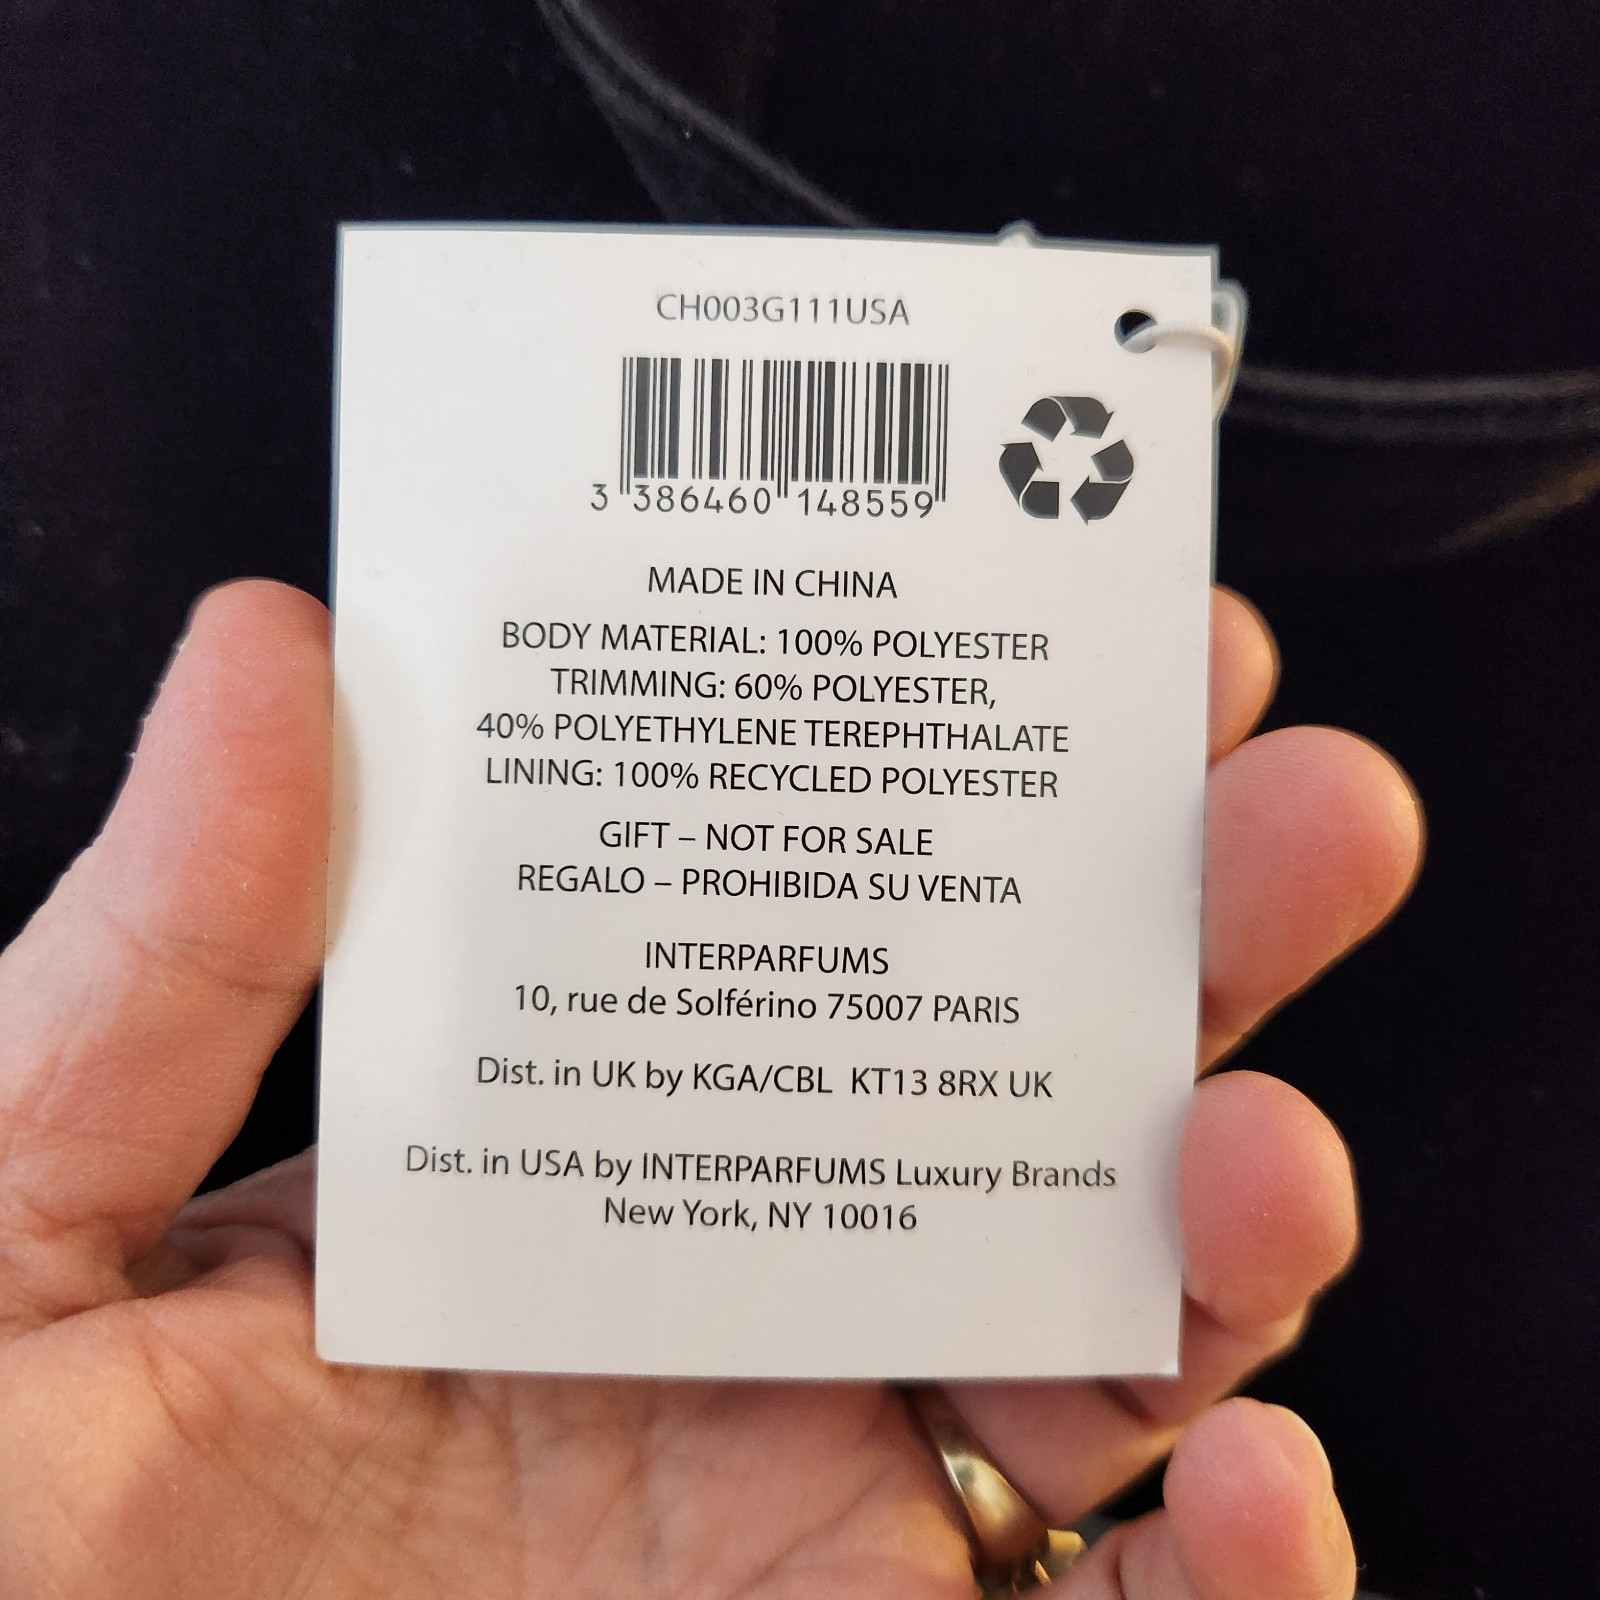 CH003G111USA
3 386460 148559
MADE IN CHINA
BODY MATERIAL: 100% POLYESTER
TRIMMING: 60% POLYESTER,
40% POLYETHYLENE TEREPHTHALATE
LINING: 100% RECYCLED POLYESTER
GIFT – NOT FOR SALE
REGALO – PROHIBIDA SU VENTA
INTERPARFUMS
10, rue de Solférino 75007 PARIS
Dist. in UK by KGA/CBL  KT13 8RX UK
Dist. in USA by INTERPARFUMS Luxury Brands
New York, NY 10016